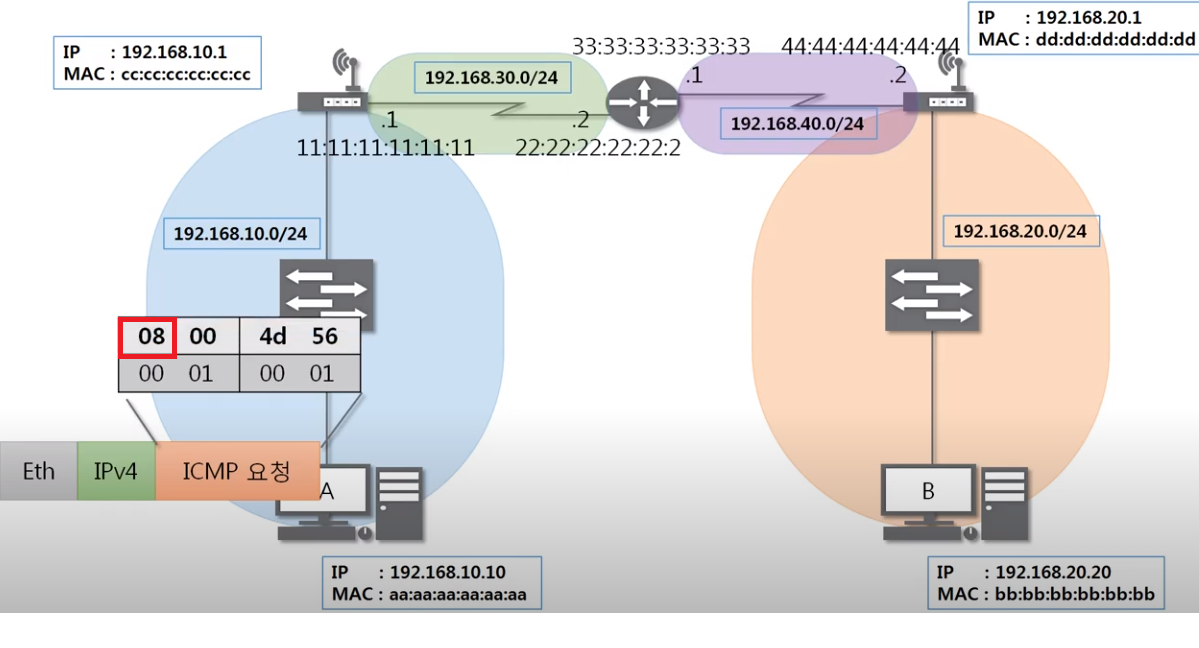 IP : 192.168.20.1
MAC : dd:dd:dd:dd:dd:dd
IP : 192.168.10.1
MAC : cc:cc:cc:cc:cc:cc
33:33:33:33:33:33
44:44:44:44:44:44
192.168.30.0/24
.1
.2
.1
.2
192.168.40.0/24
11:11:11:11:11:11
22:22:22:22:22:2
192.168.10.0/24
192.168.20.0/24
08 00 4d 56
00 01 00 01
Eth
IPv4
ICMP 요청
A
B
IP : 192.168.10.10
MAC : aa:aa:aa:aa:aa:aa
IP : 192.168.20.20
MAC : bb:bb:bb:bb:bb:bb